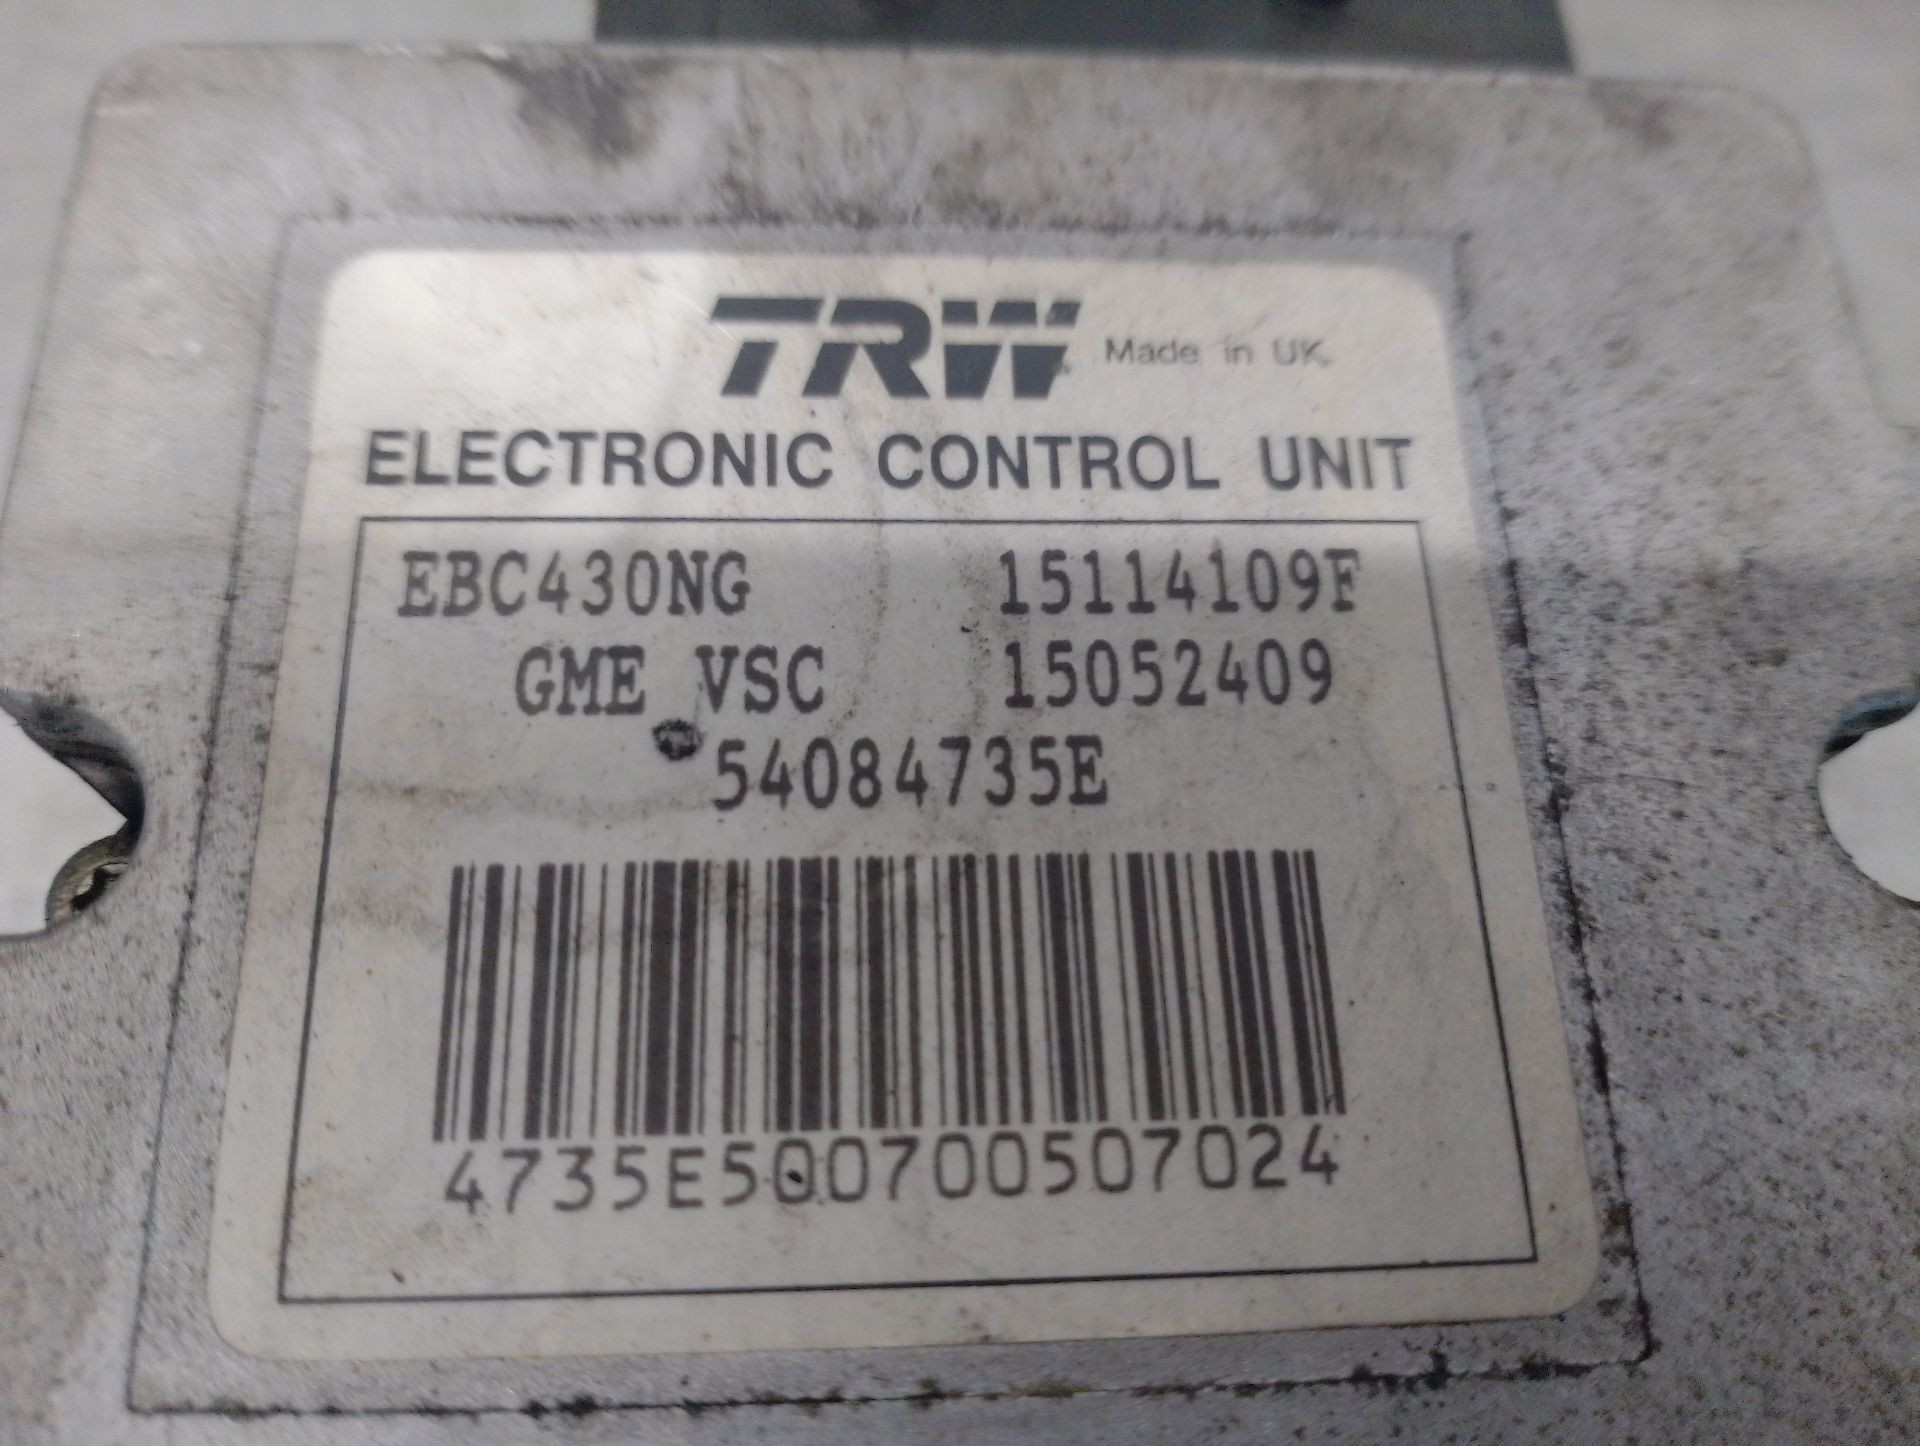 TRW Made in UK.
ELECTRONIC CONTROL UNIT
EBC430NG 15114109F
GME VSC 15052409
54084735E
4735E500700507024